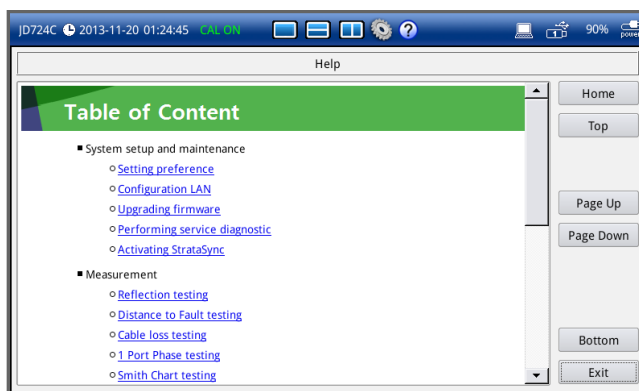 JD724C 2013-11-20 01:24:45 CAL ON ? 1 90% power
Help
Table of Content
System setup and maintenance
Setting preference
Configuration LAN
Upgrading firmware
Performing service diagnostic
Activating StrataSync
Measurement
Reflection testing
Distance to Fault testing
Cable loss testing
1 Port Phase testing
Smith Chart testing
Home
Top
Page Up
Page Down
Bottom
Exit